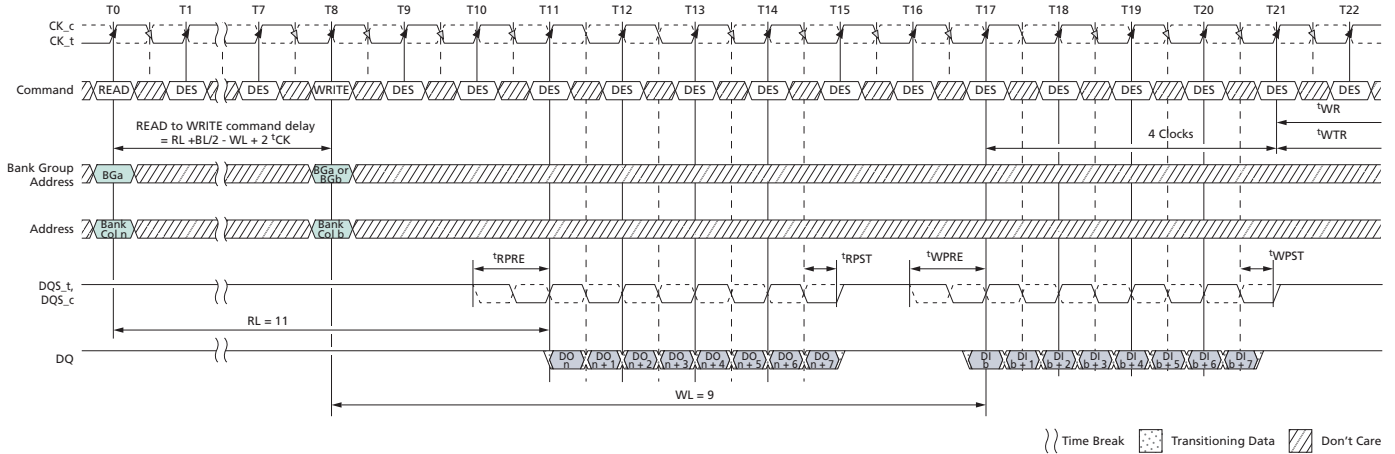 T0 T1 T7 T8 T9 T10 T11 T12 T13 T14 T15 T16 T17 T18 T19 T20 T21 T22
CK_c
CK_t
Command READ DES DES WRITE DES DES DES DES DES DES DES DES DES DES DES DES DES DES
tWR
READ to WRITE command delay
= RL +BL/2 - WL + 2 tCK
4 Clocks
tWTR
Bank Group
Address
BGa
BGa or
BGb
Address
Bank
Col n
Bank
Col b
tRPRE tRPST tWPRE tWPST
DQS_t,
DQS_c
RL = 11
DQ
DO
n
DO
n + 1
DO
n + 2
DO
n + 3
DO
n + 4
DO
n + 5
DO
n + 6
DO
n + 7
DI
b
DI
b + 1
DI
b + 2
DI
b + 3
DI
b + 4
DI
b + 5
DI
b + 6
DI
b + 7
WL = 9
Time Break Transitioning Data Don't Care